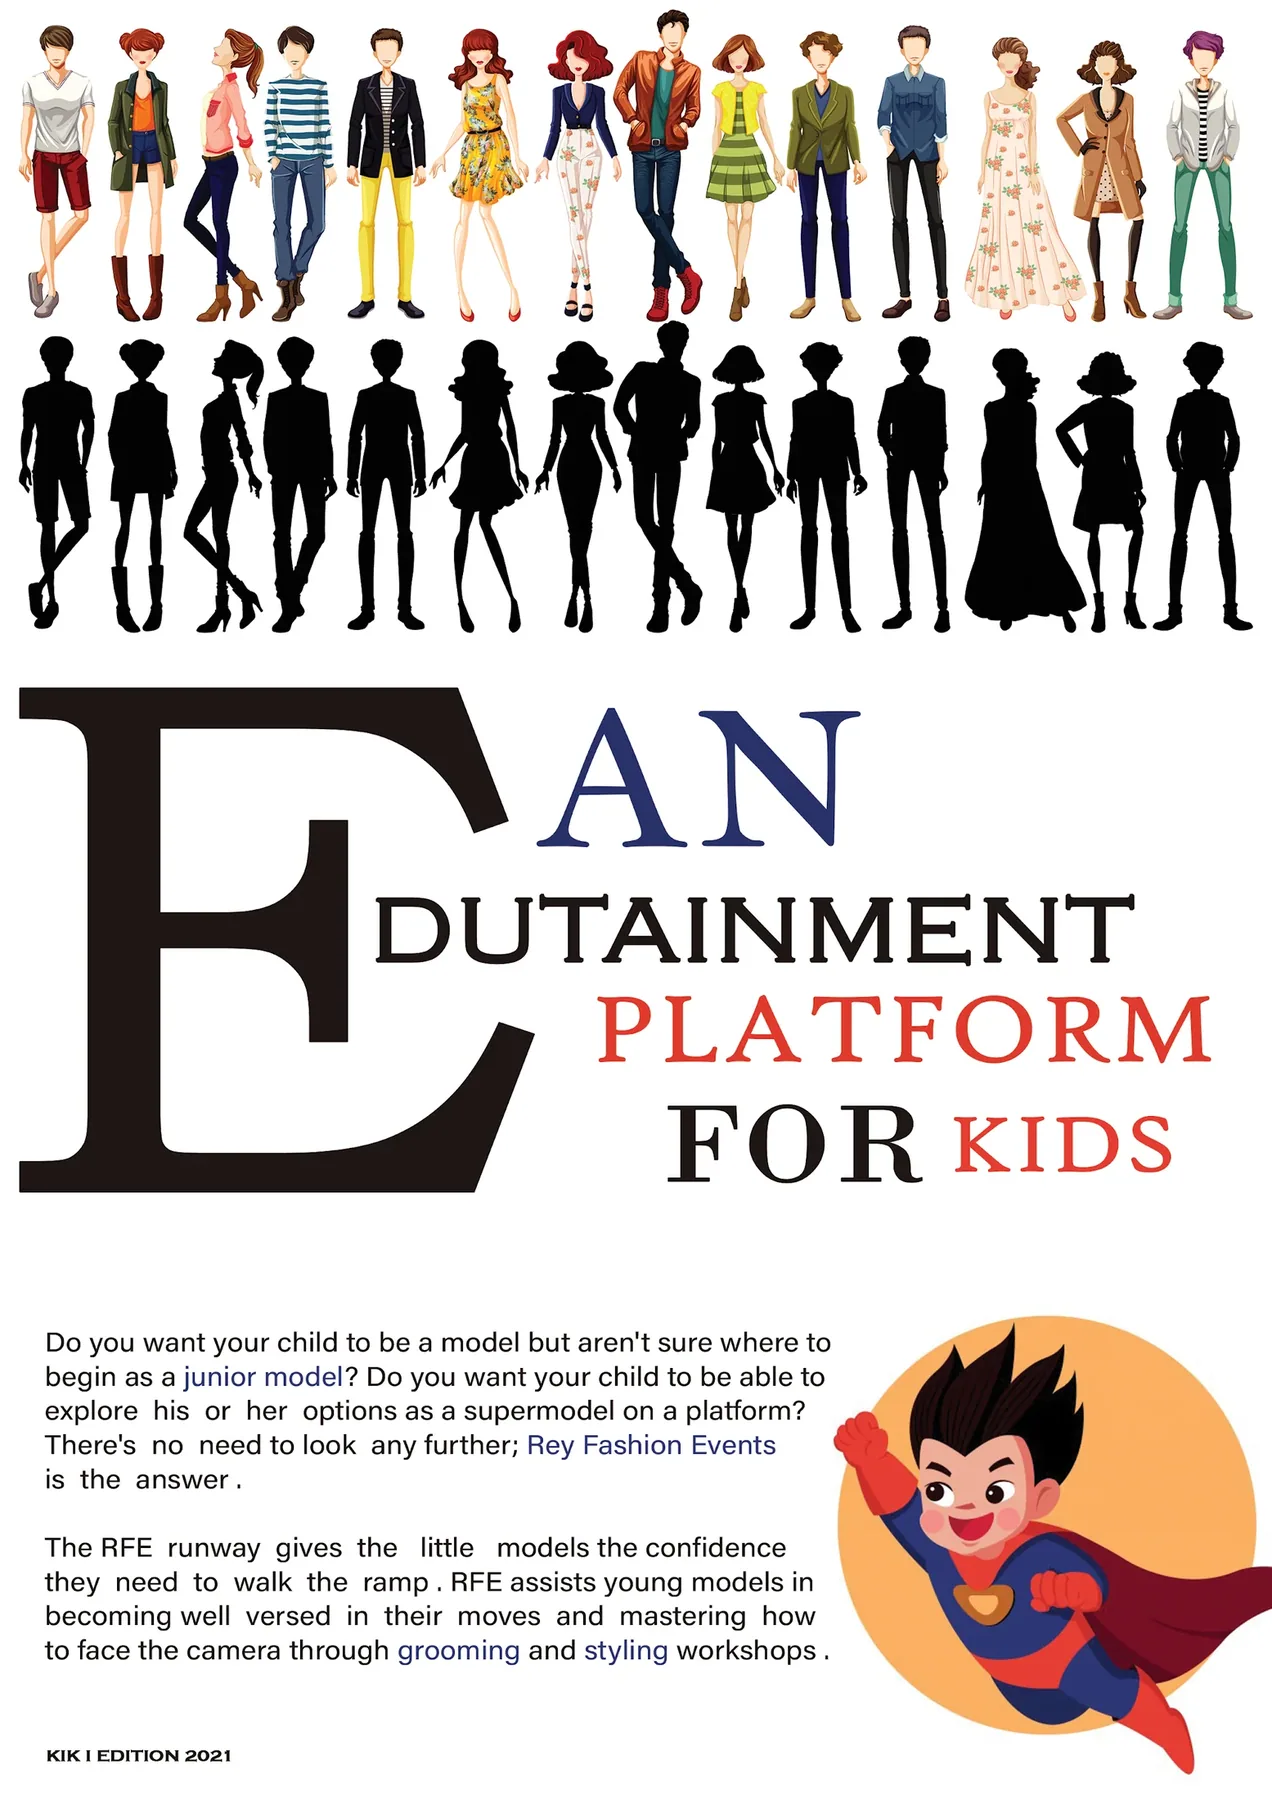 AN
EDUTAINMENT
PLATFORM
FOR KIDS
Do you want your child to be a model but aren't sure where to
begin as a junior model? Do you want your child to be able to
explore his or her options as a supermodel on a platform?
There's no need to look any further; Rey Fashion Events
is the answer .
The RFE runway gives the little models the confidence
they need to walk the ramp . RFE assists young models in
becoming well versed in their moves and mastering how
to face the camera through grooming and styling workshops .
KIK I EDITION 2021